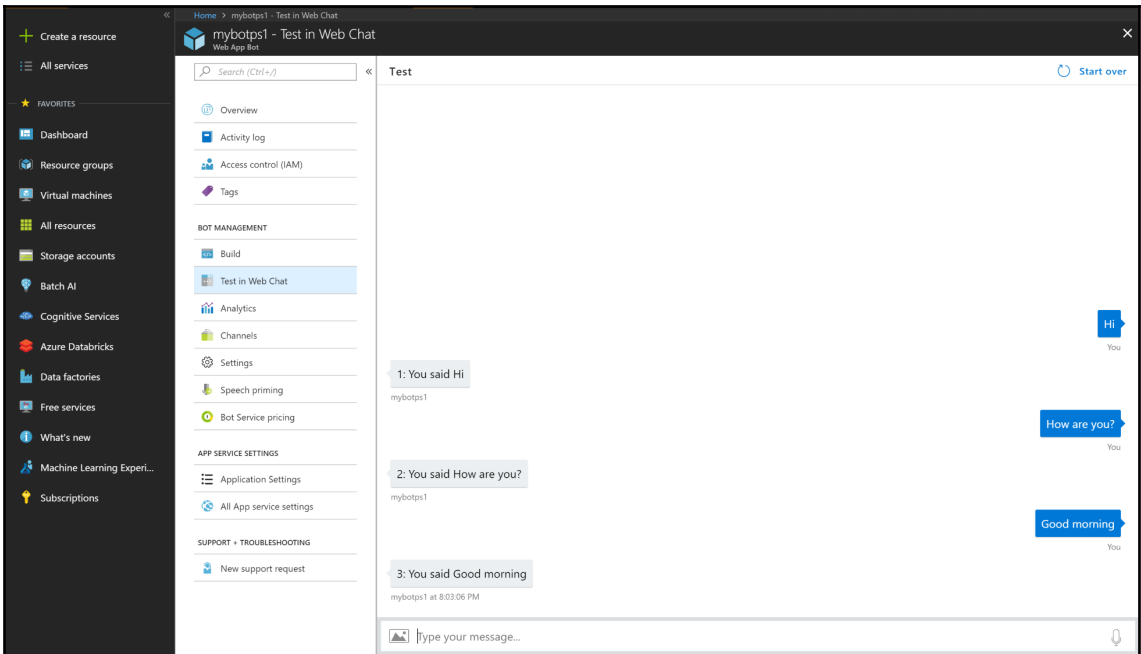 Home > mybotps1 - Test in Web Chat
mybotps1 - Test in Web Chat
Web App Bot
Create a resource
All services
FAVORITES
Dashboard
Resource groups
Virtual machines
All resources
Storage accounts
Batch AI
Cognitive Services
Azure Databricks
Data factories
Free services
What's new
Machine Learning Experi...
Subscriptions
Search (Ctrl+/)
Overview
Activity log
Access control (IAM)
Tags
BOT MANAGEMENT
Build
Test in Web Chat
Analytics
Channels
Settings
Speech priming
Bot Service pricing
APP SERVICE SETTINGS
Application Settings
All App service settings
SUPPORT + TROUBLESHOOTING
New support request
Test
Start over
Hi
You
1: You said Hi
mybotps1
How are you?
You
2: You said How are you?
mybotps1
Good morning
You
3: You said Good morning
mybotps1 at 8:03:06 PM
Type your message...